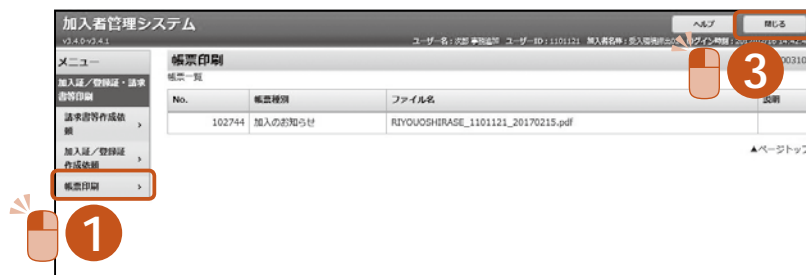 加入者管理システム
v3.4.0-v3.4.1
ヘルプ
閉じる
メニュー
加入証／登録証・請求
書等印刷
請求書等作成依
頼
加入証／登録証
作成依頼
帳票印刷
帳票印刷
帳票一覧
No. 帳票種別 ファイル名 説明
102744 加入のお知らせ RIYOUOSHIRASE_1101121_20170215.pdf
▲ページトップ
1
3